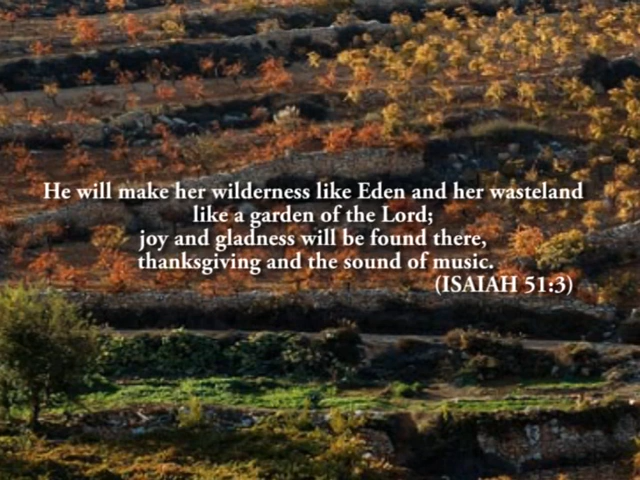 He will make her wilderness like Eden and her wasteland
like a garden of the Lord;
joy and gladness will be found there,
thanksgiving and the sound of music.
(ISAIAH 51:3)